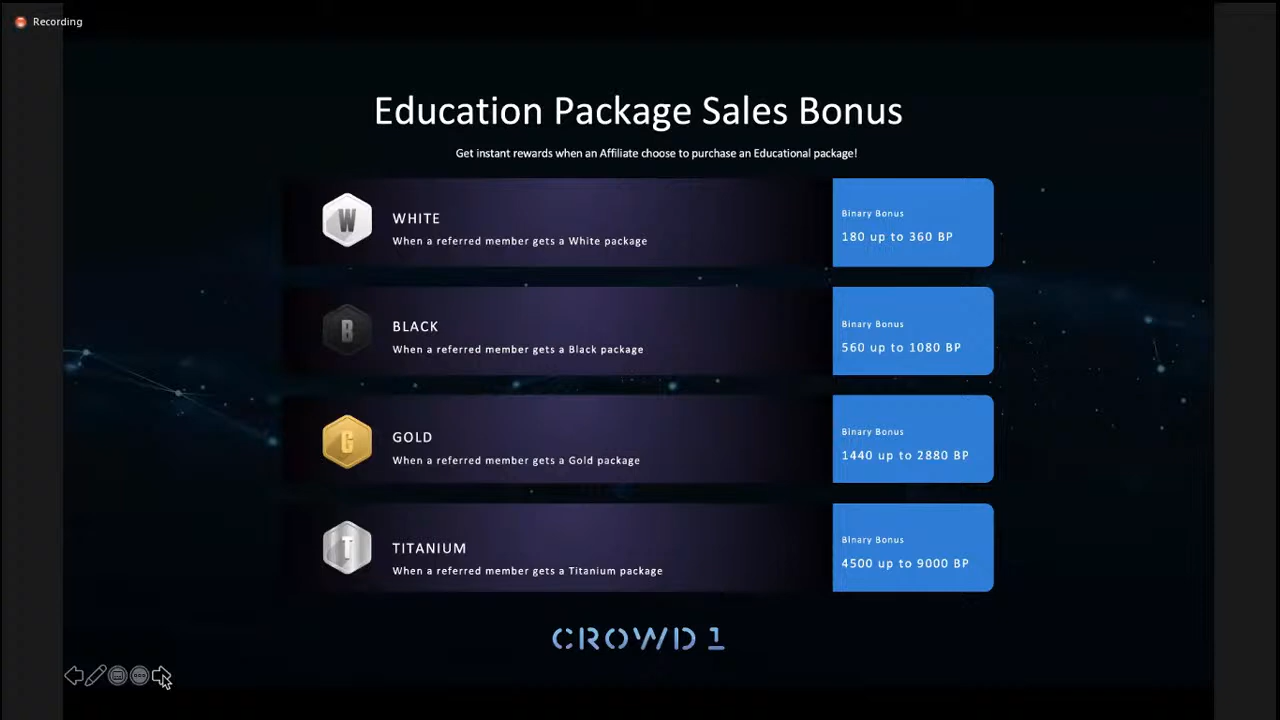 Recording
Education Package Sales Bonus
Get instant rewards when an Affiliate choose to purchase an Educational package!
W
WHITE
When a referred member gets a White package
Binary Bonus
180 up to 360 BP
B
BLACK
When a referred member gets a Black package
Binary Bonus
560 up to 1080 BP
G
GOLD
When a referred member gets a Gold package
Binary Bonus
1440 up to 2880 BP
T
TITANIUM
When a referred member gets a Titanium package
Binary Bonus
4500 up to 9000 BP
CROWD 1